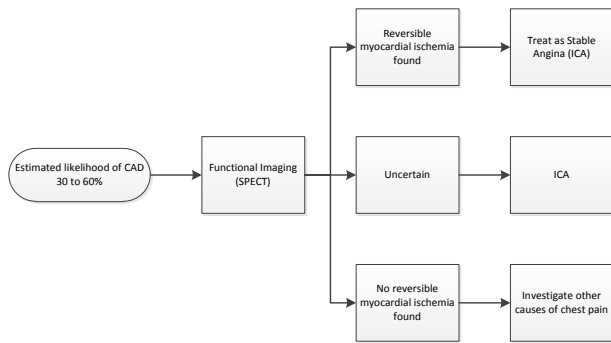 Estimated likelihood of CAD
30 to 60%
Functional Imaging
(SPECT)
Reversible
myocardial ischemia
found
Treat as Stable
Angina (ICA)
Uncertain
ICA
No reversible
myocardial ischemia
found
Investigate other
causes of chest pain